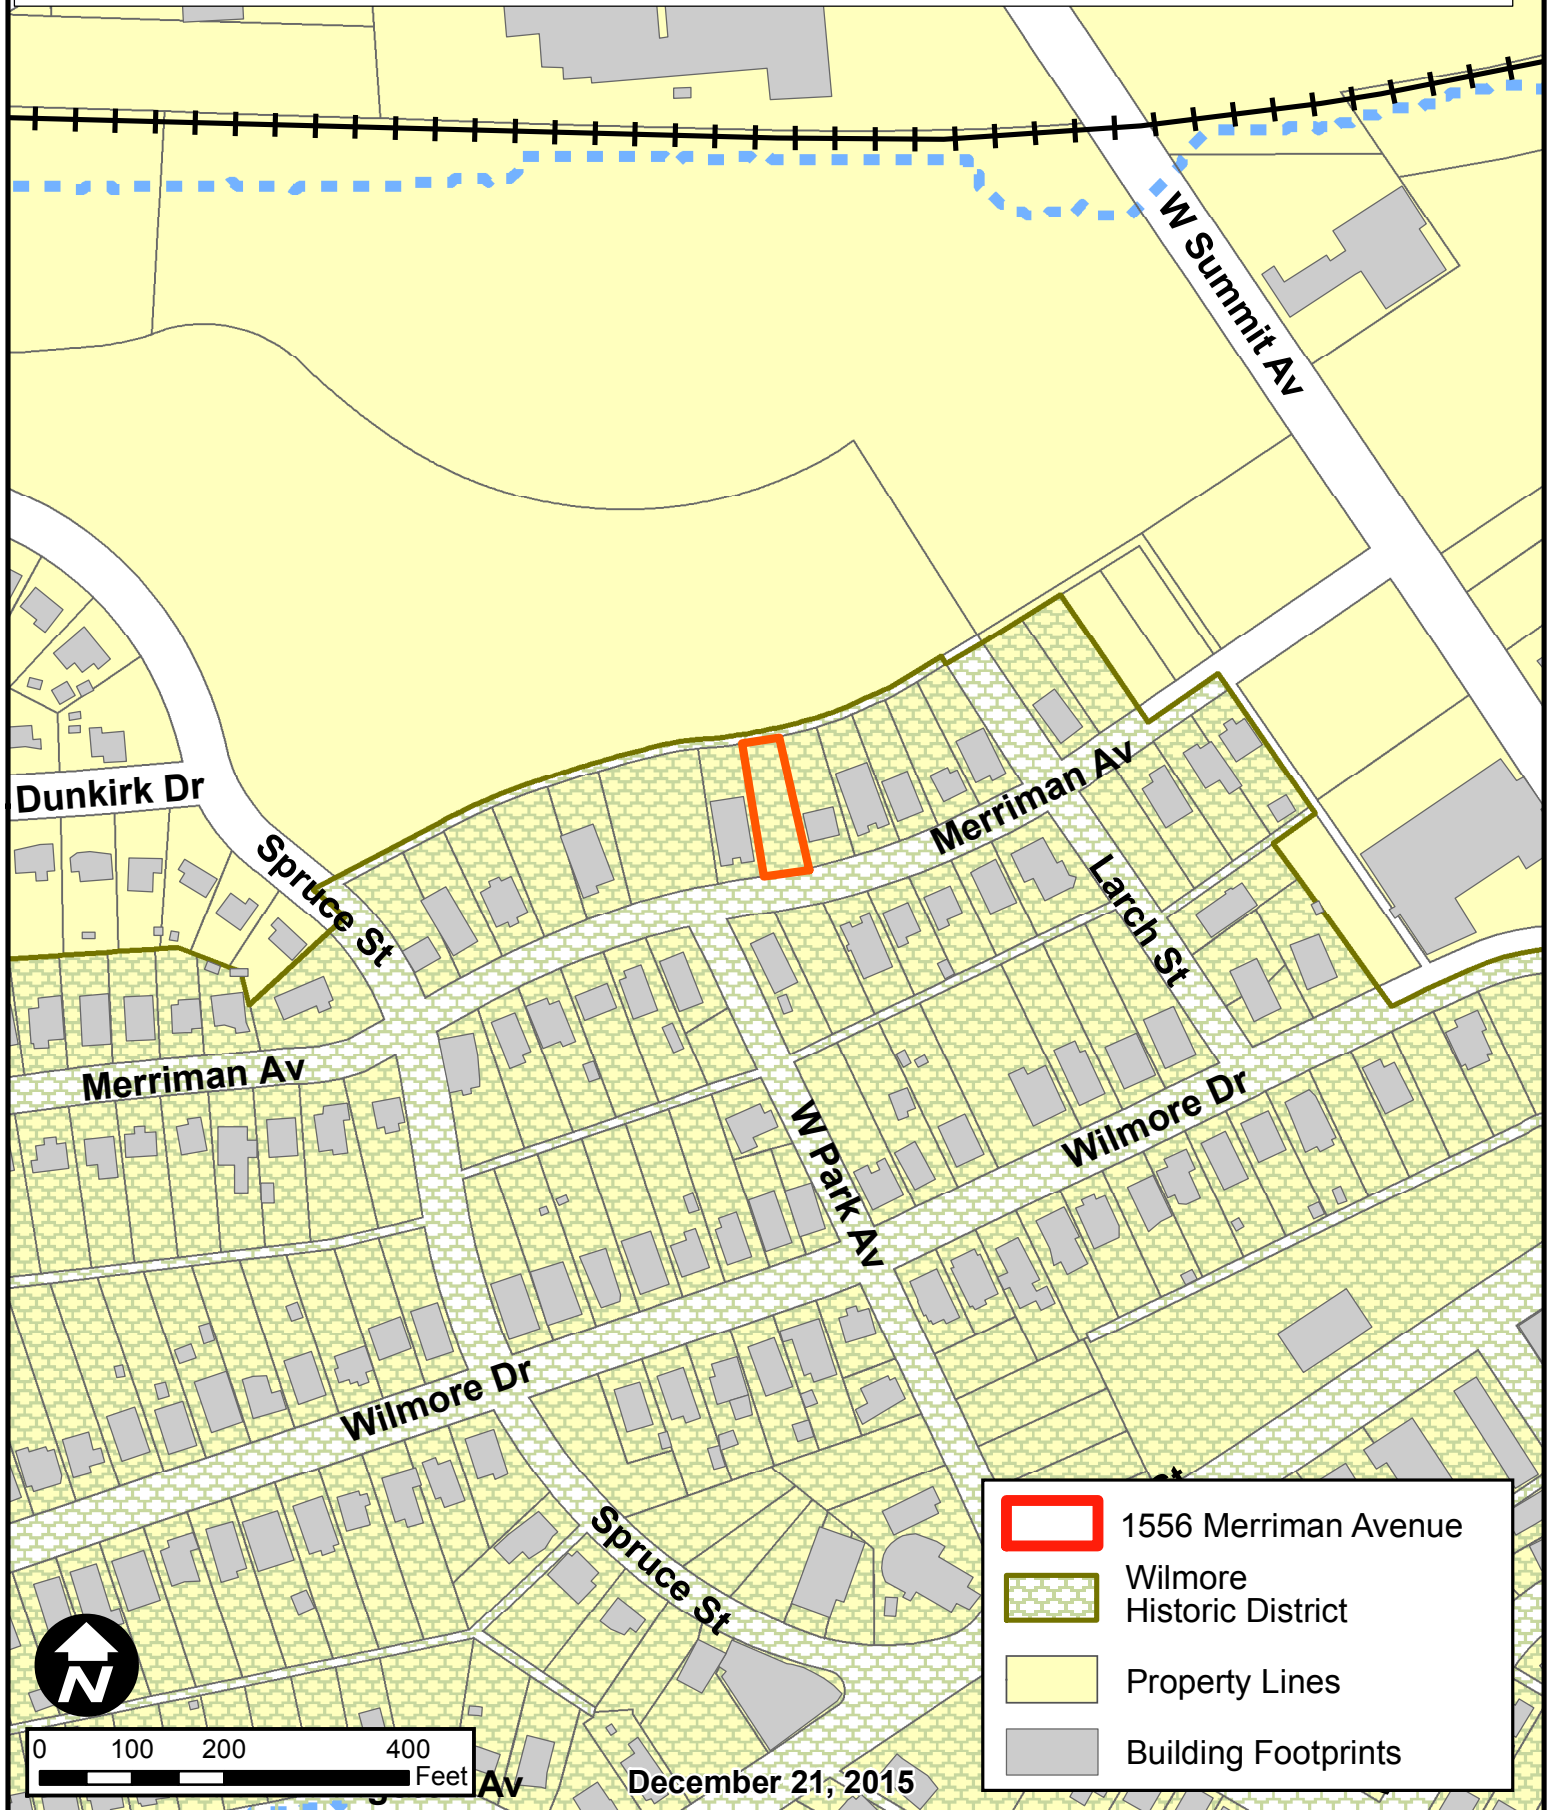 W Summit Av
Dunkirk Dr
Spruce St
Merriman Av
Larch St
Merriman Av
W Park Av
Wilmore Dr
Wilmore Dr
Spruce St
1556 Merriman Avenue
Wilmore
Historic District
Property Lines
Building Footprints
N
0 100 200 400
Feet
Av
December 21, 2015